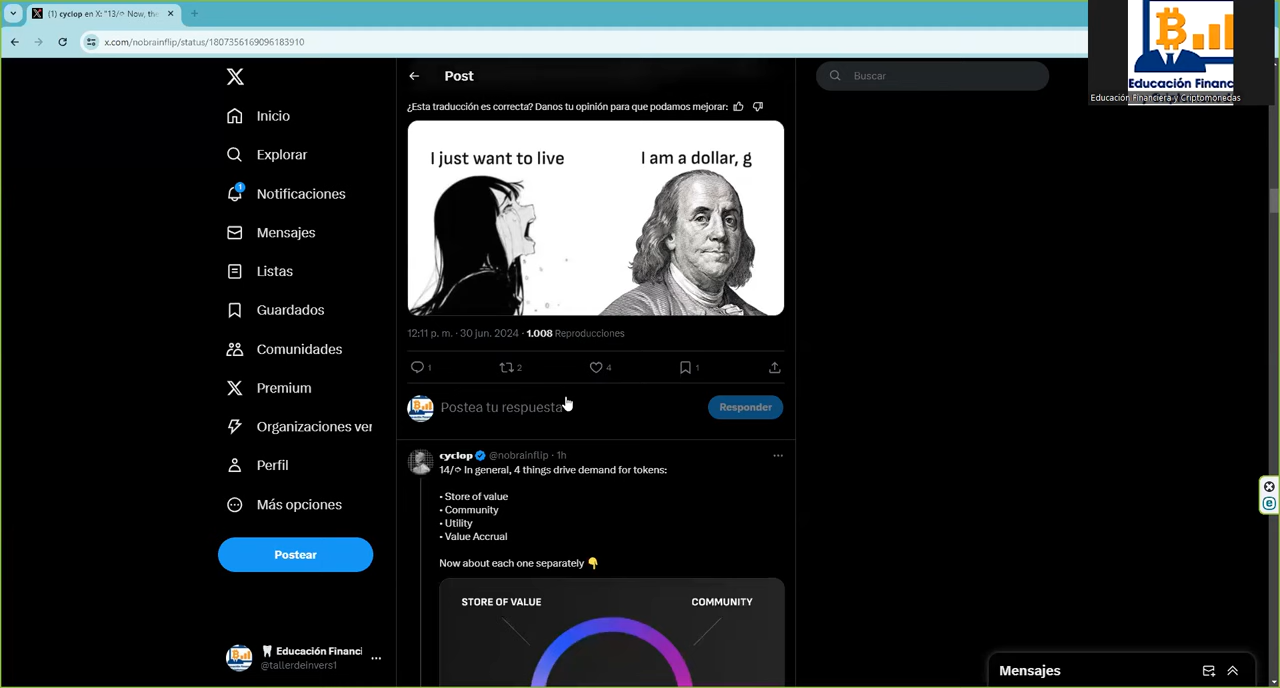 (1) cyclop en X: "13/ Now, the
x.com/nobrainflip/status/1807356169096183910
Educación Financ
Educación Financiera y Criptomonedas
Inicio
Explorar
1
Notificaciones
Mensajes
Listas
Guardados
Comunidades
Premium
Organizaciones ver
Perfil
Más opciones
Postear
Educación Financi
@tallerdeinvers1
Post
¿Esta traducción es correcta? Danos tu opinión para que podamos mejorar:
I just want to live
I am a dollar, g
12:11 p. m. · 30 jun. 2024 · 1.008 Reproducciones
1 2 4 1
Postea tu respuesta
Responder
cyclop @nobrainflip · 1h
14/ In general, 4 things drive demand for tokens:
• Store of value
• Community
• Utility
• Value Accrual
Now about each one separately 👇
STORE OF VALUE
COMMUNITY
Buscar
Mensajes